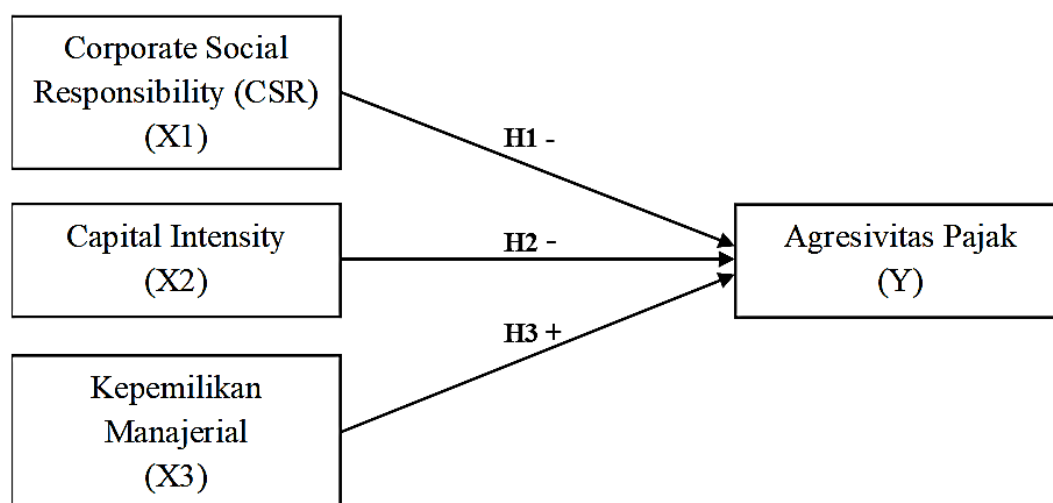 Corporate Social
Responsibility (CSR)
(X1)
H1 -
Capital Intensity
(X2)
H2 -
Agresivitas Pajak
(Y)
H3 +
Kepemilikan
Manajerial
(X3)